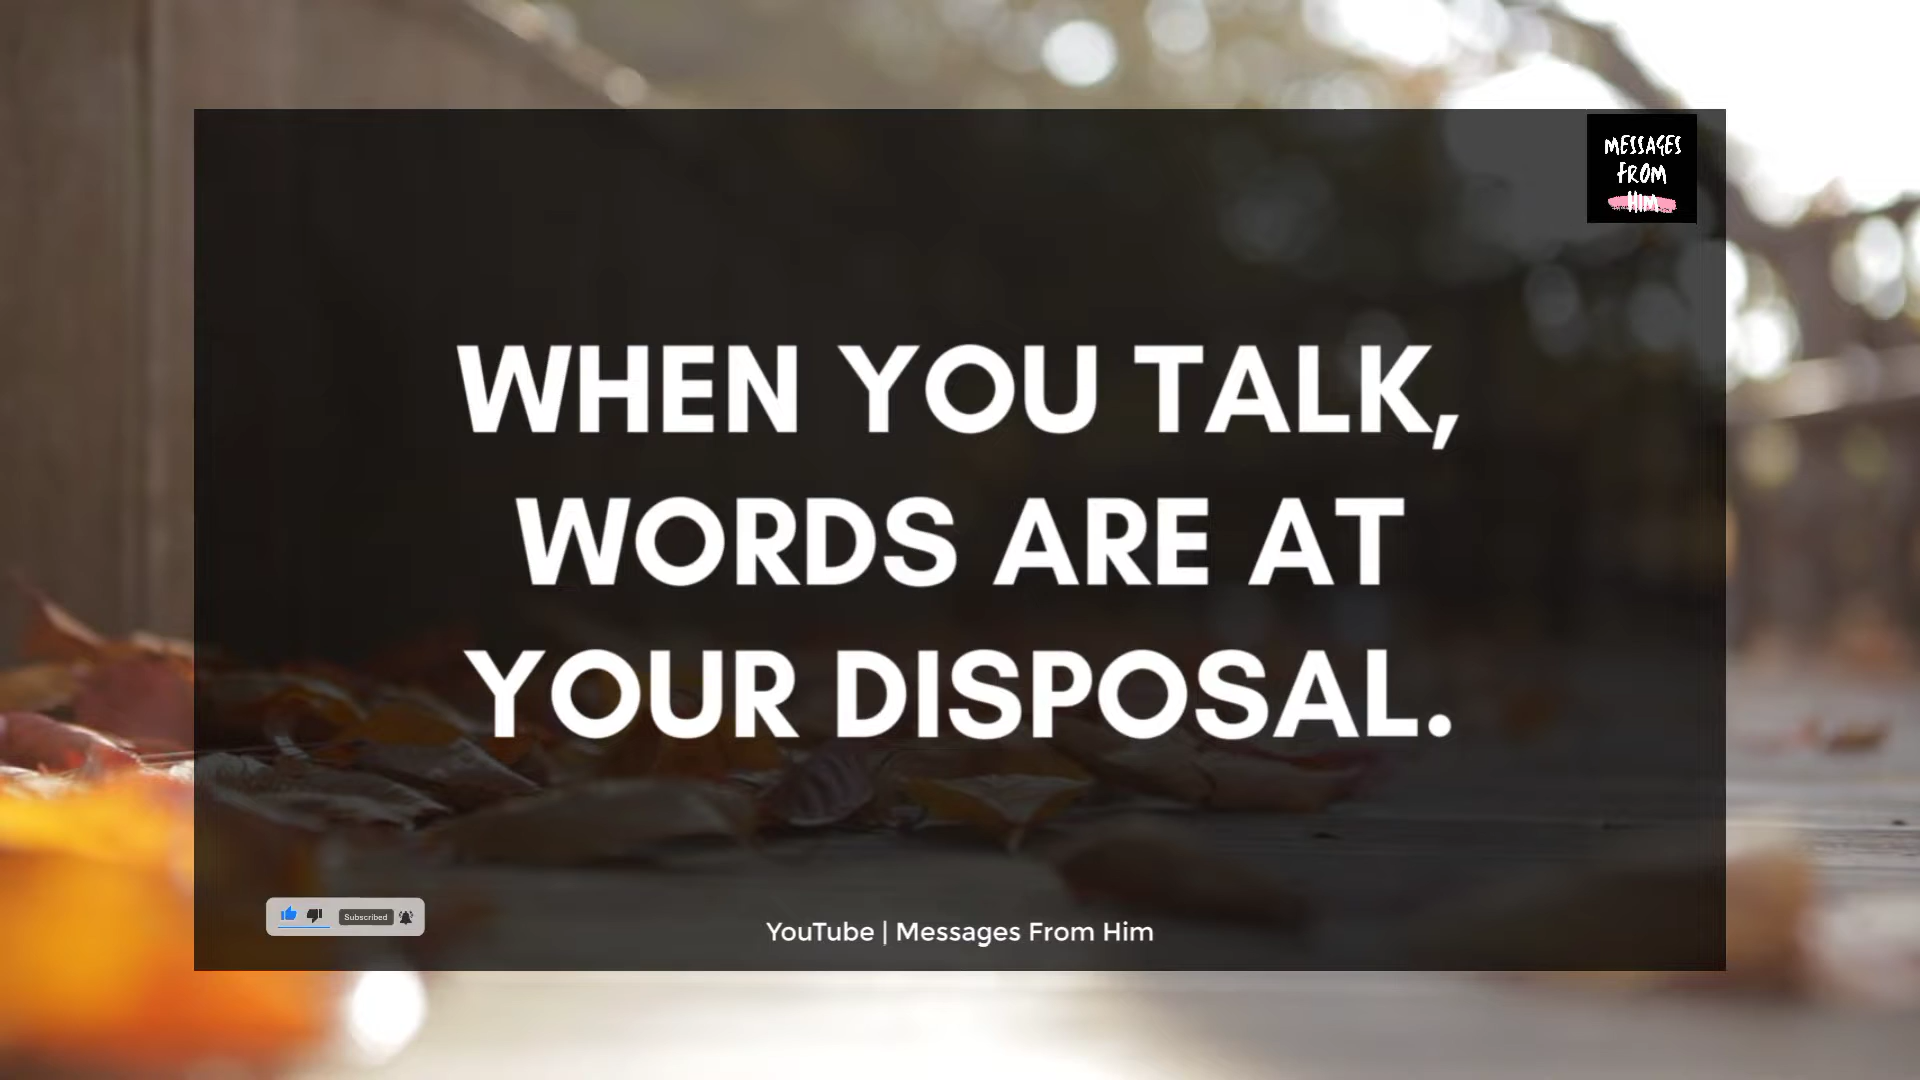 MESSAGES
FROM
HIM
WHEN YOU TALK,
WORDS ARE AT
YOUR DISPOSAL.
Subscribed
YouTube | Messages From Him